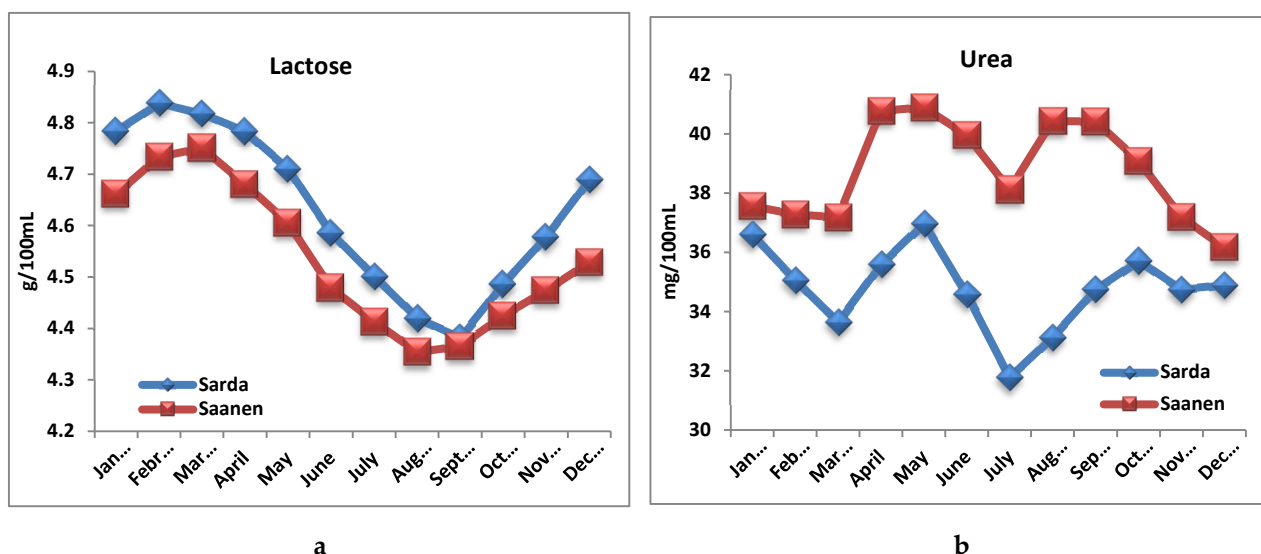 Lactose
4.9
4.8
4.7
4.6
4.5
4.4
4.3
4.2
g/100mL
Sarda
Saanen
Jan... Febr... Mar... April May June July Aug... Sept... Oct... Nov... Dec...
a
Urea
42
40
38
36
34
32
30
mg/100mL
Sarda
Saanen
Jan... Feb... Mar... April May June July Aug... Sep... Oct... Nov... Dec...
b